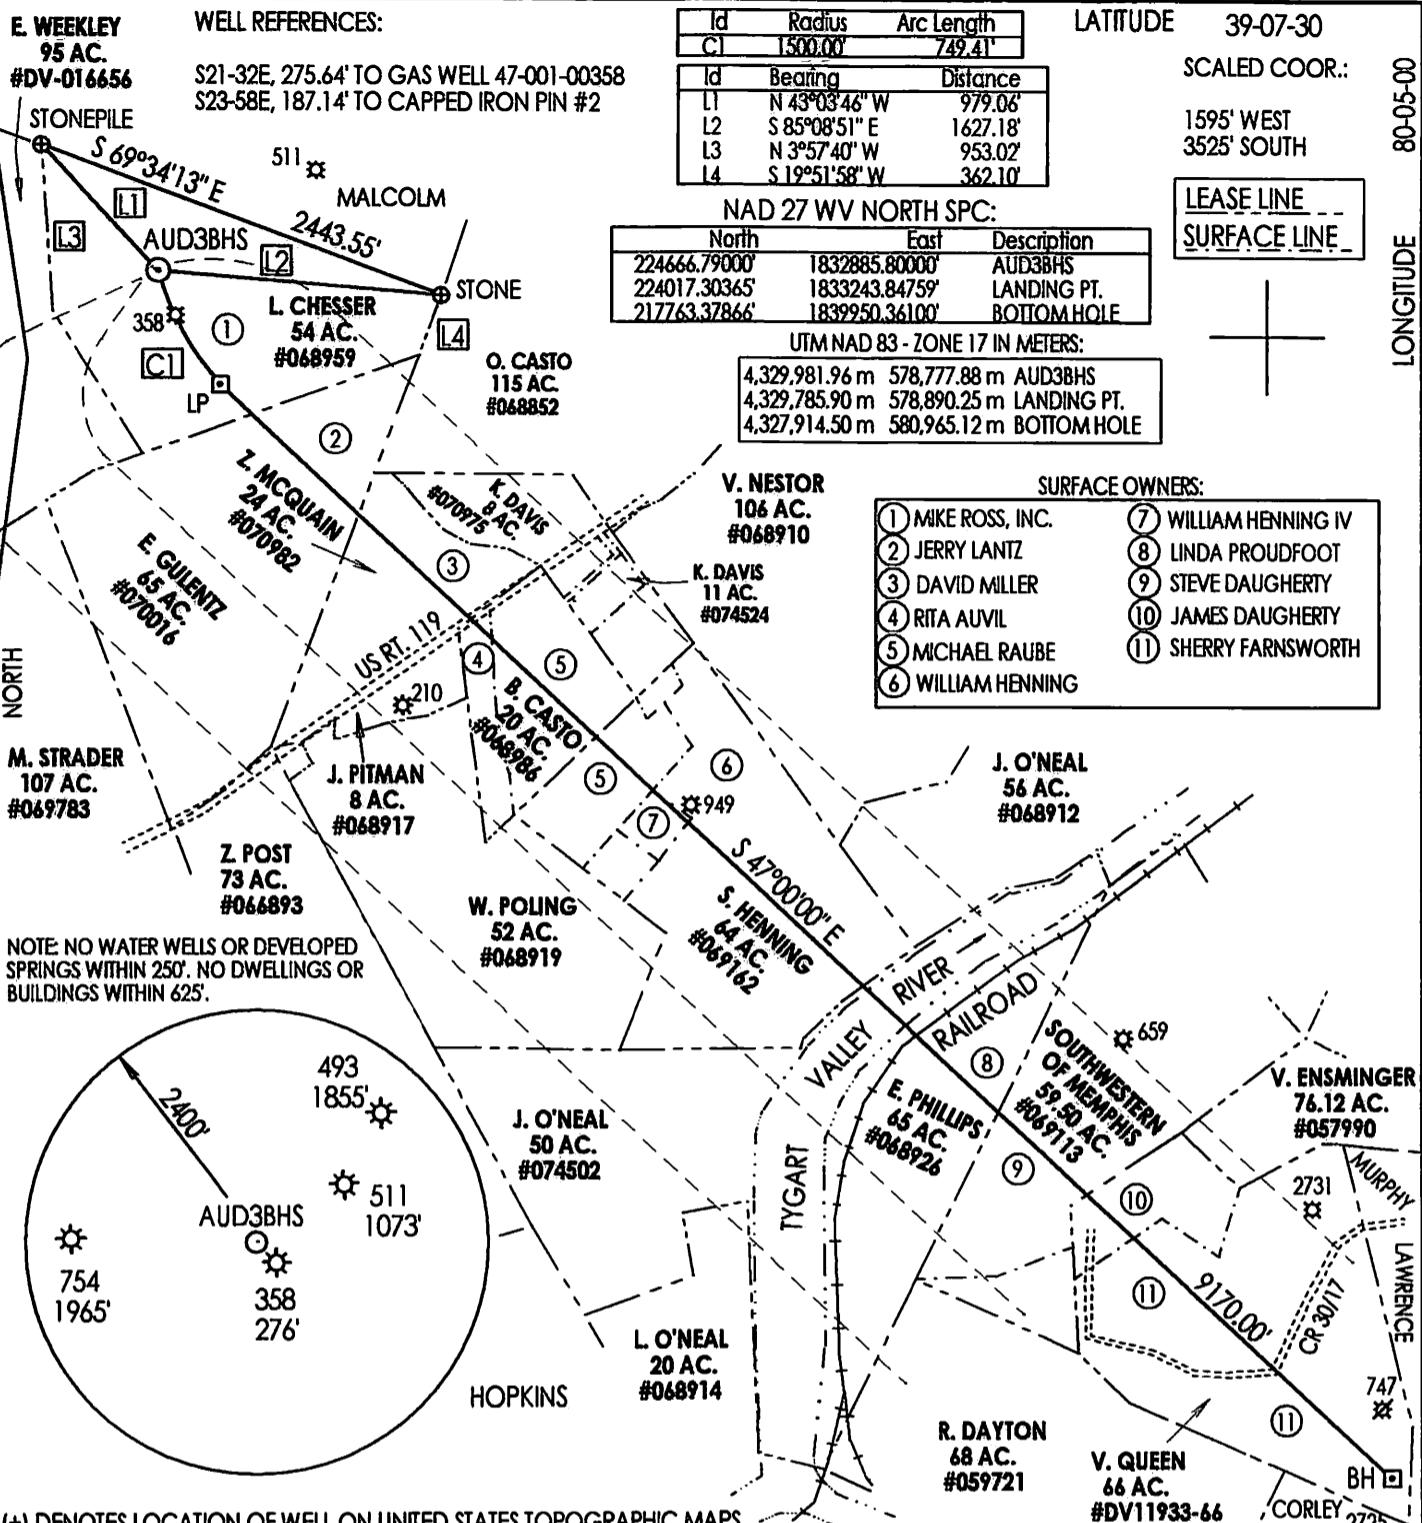 E. WEEKLEY
95 AC.
#DV-016656
WELL REFERENCES:
S21-32E, 275.64' TO GAS WELL 47-001-00358
S23-58E, 187.14' TO CAPPED IRON PIN #2
Id Radius Arc Length
C1 1500.00' 749.41'
Id Bearing Distance
L1 N 43°03'46" W 979.06'
L2 S 85°08'51" E 1627.18'
L3 N 3°57'40" W 953.02'
L4 S 19°51'58" W 362.10'
LATITUDE 39-07-30
SCALED COOR.:
1595' WEST
3525' SOUTH
LONGITUDE 80-05-00
LEASE LINE
SURFACE LINE
NAD 27 WV NORTH SPC:
North East Description
224666.79000' 1832885.80000' AUD3BHS
224017.30365' 1833243.84759' LANDING PT.
217763.37866' 1839950.36100' BOTTOM HOLE
UTM NAD 83 - ZONE 17 IN METERS:
4,329,981.96 m 578,777.88 m AUD3BHS
4,329,785.90 m 578,890.25 m LANDING PT.
4,327,914.50 m 580,965.12 m BOTTOM HOLE
STONEPILE
S 69°34'13" E
2443.55'
511
MALCOLM
L1
L3
AUD3BHS
L2
STONE
L. CHESSER
54 AC.
#068959
358
1
L4
C1
LP
O. CASTO
115 AC.
#068852
2
Z. MCQUAIN
24 AC.
#070982
K. DAVIS
8 AC.
#070975
V. NESTOR
106 AC.
#068910
SURFACE OWNERS:
1 MIKE ROSS, INC.
2 JERRY LANTZ
3 DAVID MILLER
4 RITA AUVIL
5 MICHAEL RAUBE
6 WILLIAM HENNING
7 WILLIAM HENNING IV
8 LINDA PROUDFOOT
9 STEVE DAUGHERTY
10 JAMES DAUGHERTY
11 SHERRY FARNSWORTH
E. GULENTZ
65 AC.
#070016
3
K. DAVIS
11 AC.
#074524
US RT. 119
NORTH
4
5
210
B. CASTO
20 AC.
#068986
M. STRADER
107 AC.
#069783
J. PITMAN
8 AC.
#068917
5
6
949
7
J. O'NEAL
56 AC.
#068912
Z. POST
73 AC.
#066893
S 47°00'00" E
W. POLING
52 AC.
#068919
S. HENNING
64 AC.
#069162
NOTE: NO WATER WELLS OR DEVELOPED
SPRINGS WITHIN 250'. NO DWELLINGS OR
BUILDINGS WITHIN 625'.
TYGART
VALLEY
RIVER
RAILROAD
8
SOUTHWESTERN
OF MEMPHIS
59.50 AC.
#069113
659
E. PHILLIPS
65 AC.
#068926
V. ENSMINGER
76.12 AC.
#057990
2400'
493
1855'
511
1073'
AUD3BHS
754
1965'
358
276'
J. O'NEAL
50 AC.
#074502
9
10
2731
MURPHY
LAWRENCE
11
9170.00'
CR 30/17
L. O'NEAL
20 AC.
#068914
HOPKINS
747
11
R. DAYTON
68 AC.
#059721
V. QUEEN
66 AC.
#DV11933-66
BH
CORLEY
2735
(+) DENOTES LOCATION OF WELL ON UNITED STATES TOPOGRAPHIC MAPS